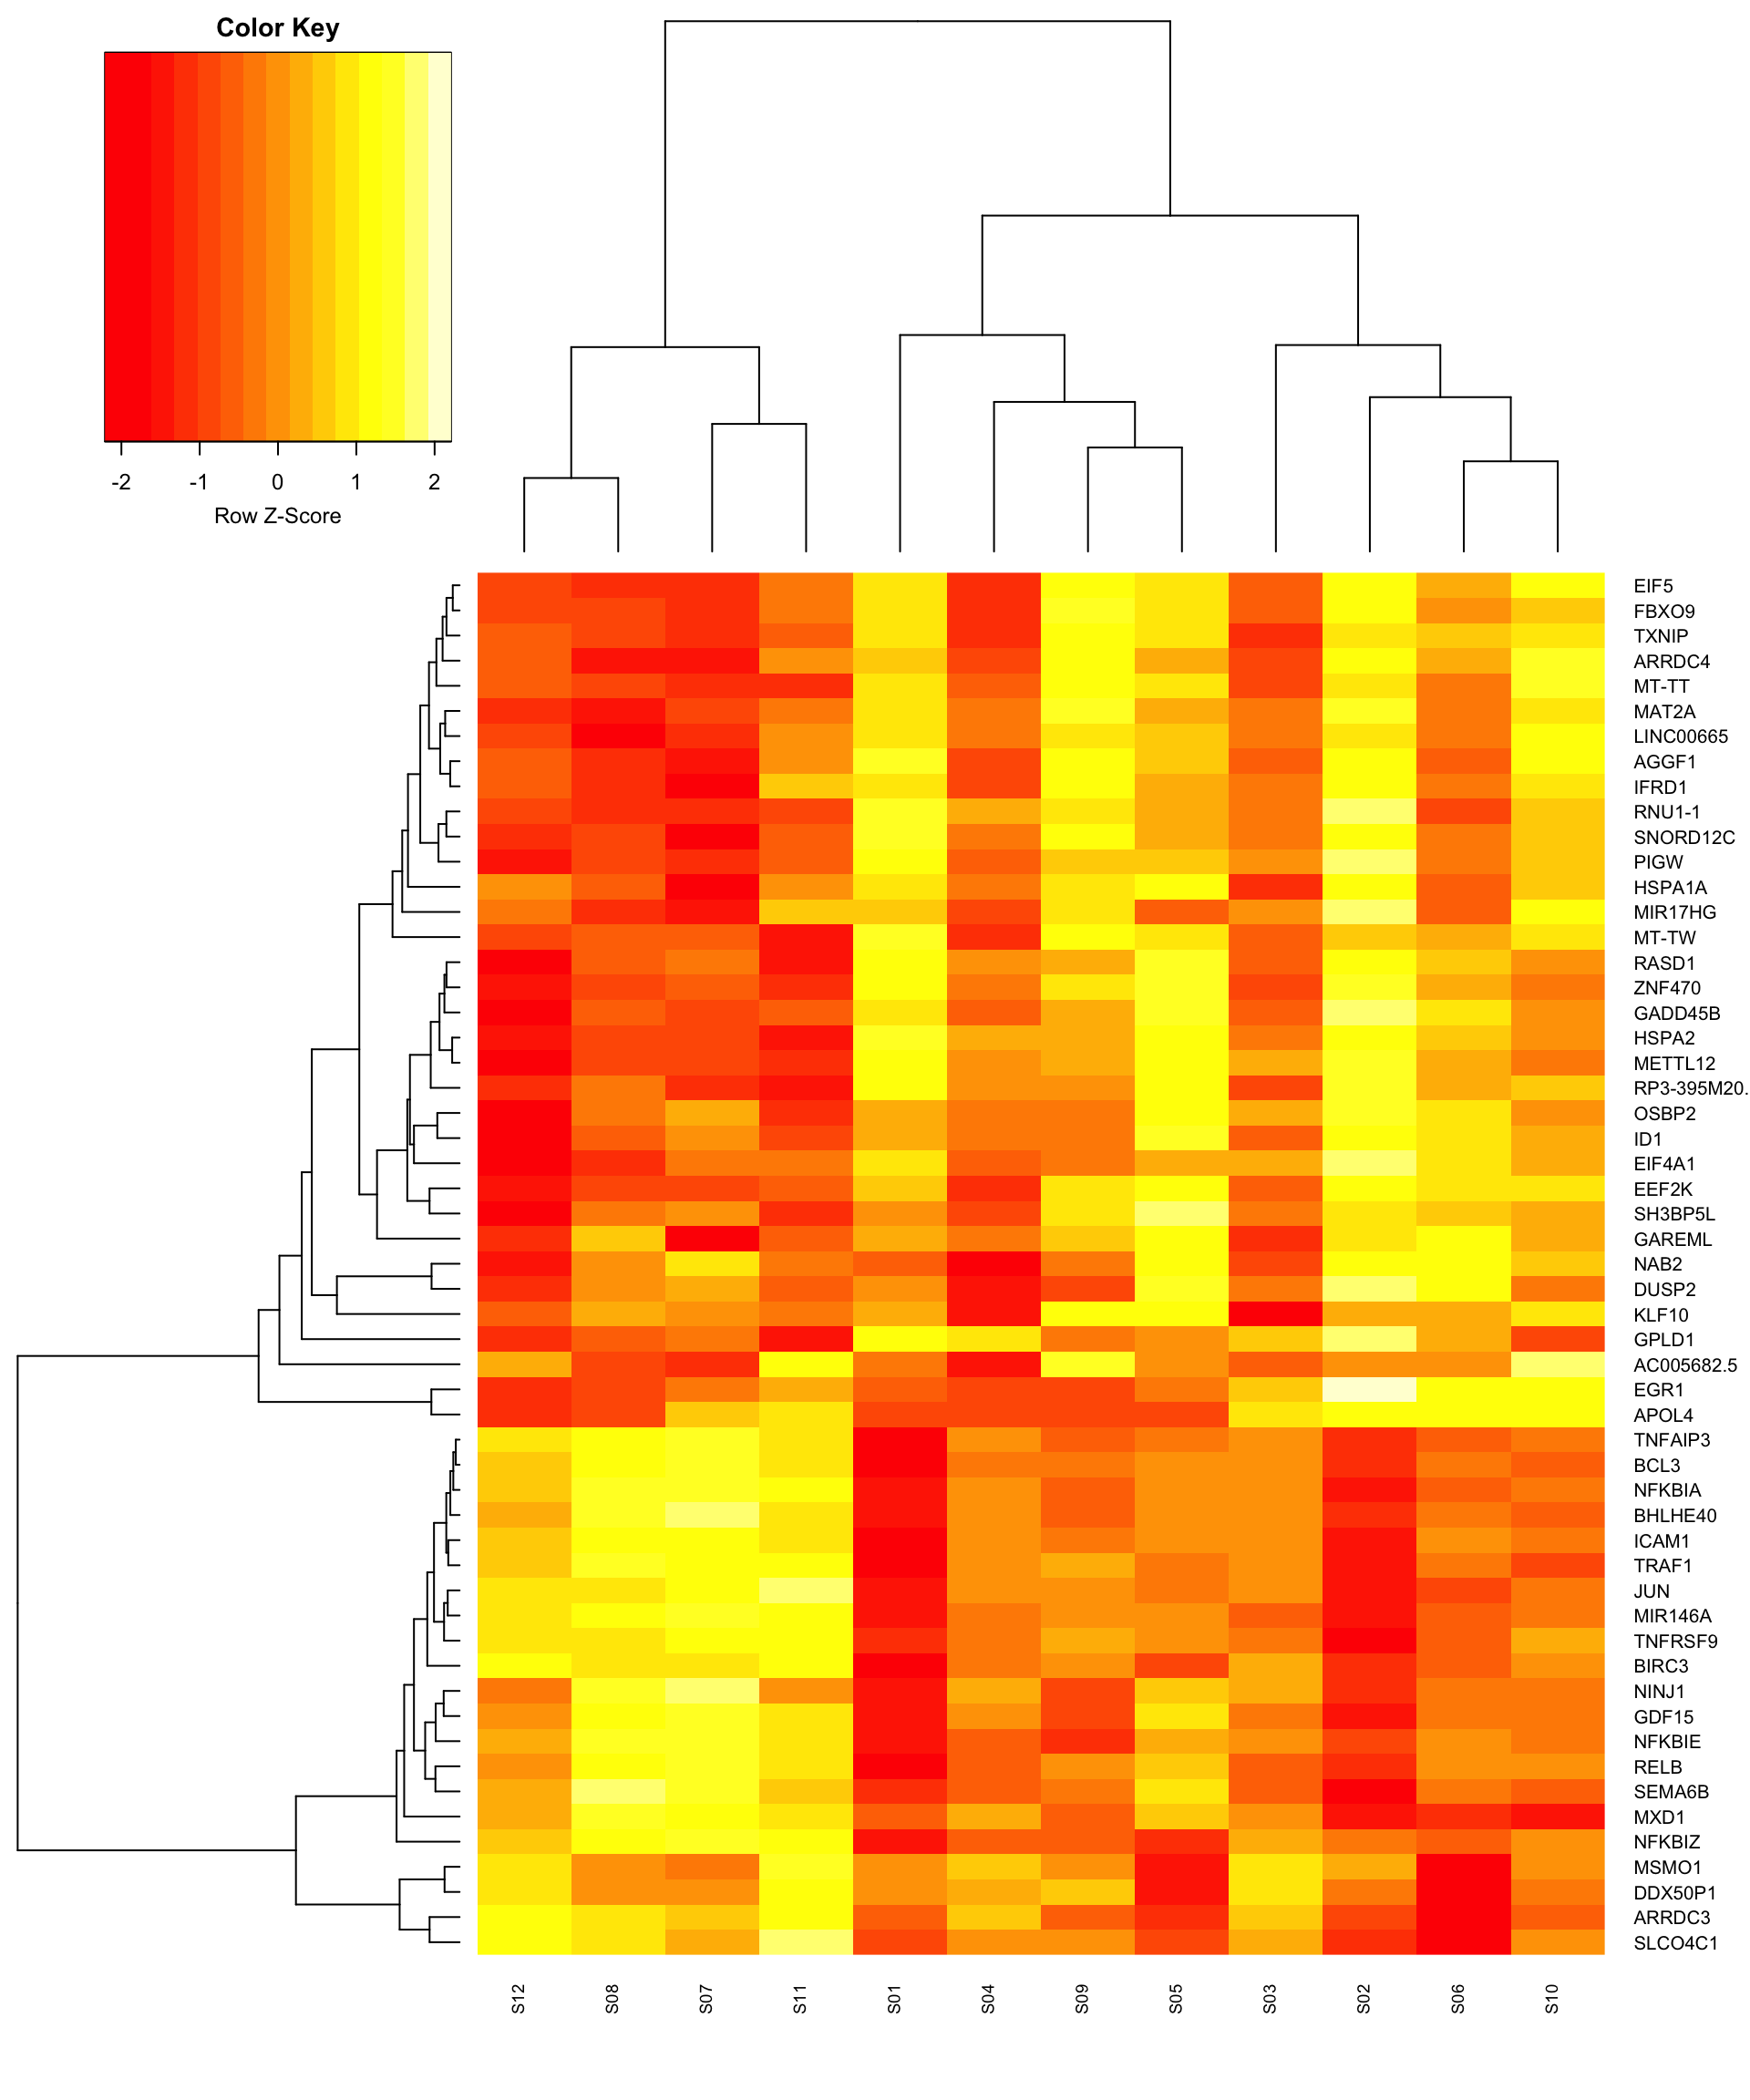 Color Key
-2 -1 0 1 2
Row Z-Score
EIF5
FBXO9
TXNIP
ARRDC4
MT-TT
MAT2A
LINC00665
AGGF1
IFRD1
RNU1-1
SNORD12C
PIGW
HSPA1A
MIR17HG
MT-TW
RASD1
ZNF470
GADD45B
HSPA2
METTL12
RP3-395M20.
OSBP2
ID1
EIF4A1
EEF2K
SH3BP5L
GAREML
NAB2
DUSP2
KLF10
GPLD1
AC005682.5
EGR1
APOL4
TNFAIP3
BCL3
NFKBIA
BHLHE40
ICAM1
TRAF1
JUN
MIR146A
TNFRSF9
BIRC3
NINJ1
GDF15
NFKBIE
RELB
SEMA6B
MXD1
NFKBIZ
MSMO1
DDX50P1
ARRDC3
SLCO4C1
S12 S08 S07 S11 S01 S04 S09 S05 S03 S02 S06 S10